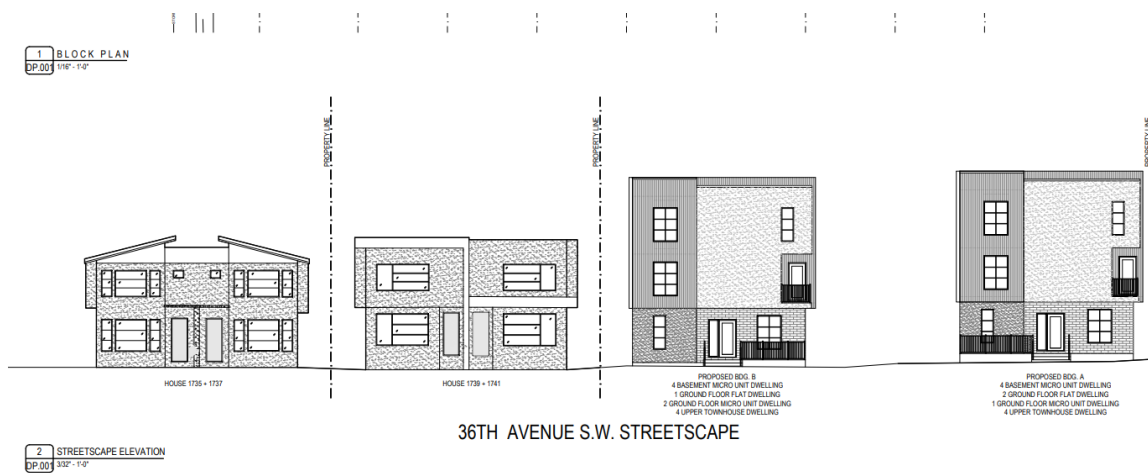 1 BLOCK PLAN
DP.001 1/16" - 1'-0"
PROPERTY LINE
PROPERTY LINE
PROPERTY LINE
HOUSE 1735 + 1737
HOUSE 1739 + 1741
PROPOSED BDG. B
4 BASEMENT MICRO UNIT DWELLING
1 GROUND FLOOR FLAT DWELLING
2 GROUND FLOOR MICRO UNIT DWELLING
4 UPPER TOWNHOUSE DWELLING
PROPOSED BDG. A
4 BASEMENT MICRO UNIT DWELLING
2 GROUND FLOOR FLAT DWELLING
1 GROUND FLOOR MICRO UNIT DWELLING
4 UPPER TOWNHOUSE DWELLING
36TH AVENUE S.W. STREETSCAPE
2 STREETSCAPE ELEVATION
DP.001 3/32" - 1'-0"